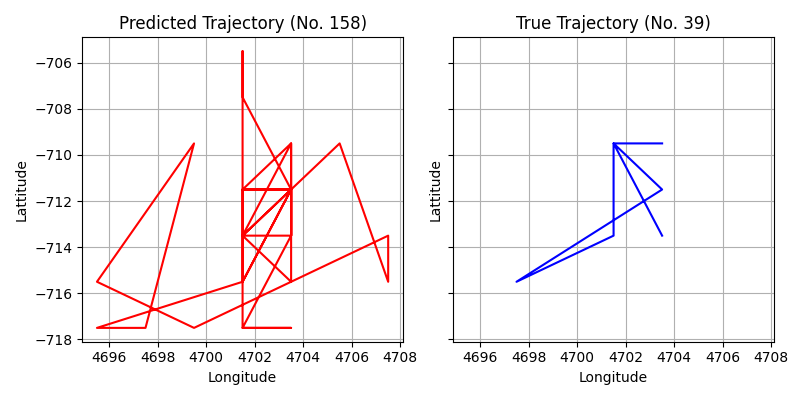 Predicted Trajectory (No. 158)
True Trajectory (No. 39)
−706
−708
−710
−712
−714
−716
−718
Lattitude
Lattitude
4696 4698 4700 4702 4704 4706 4708
4696 4698 4700 4702 4704 4706 4708
Longitude
Longitude